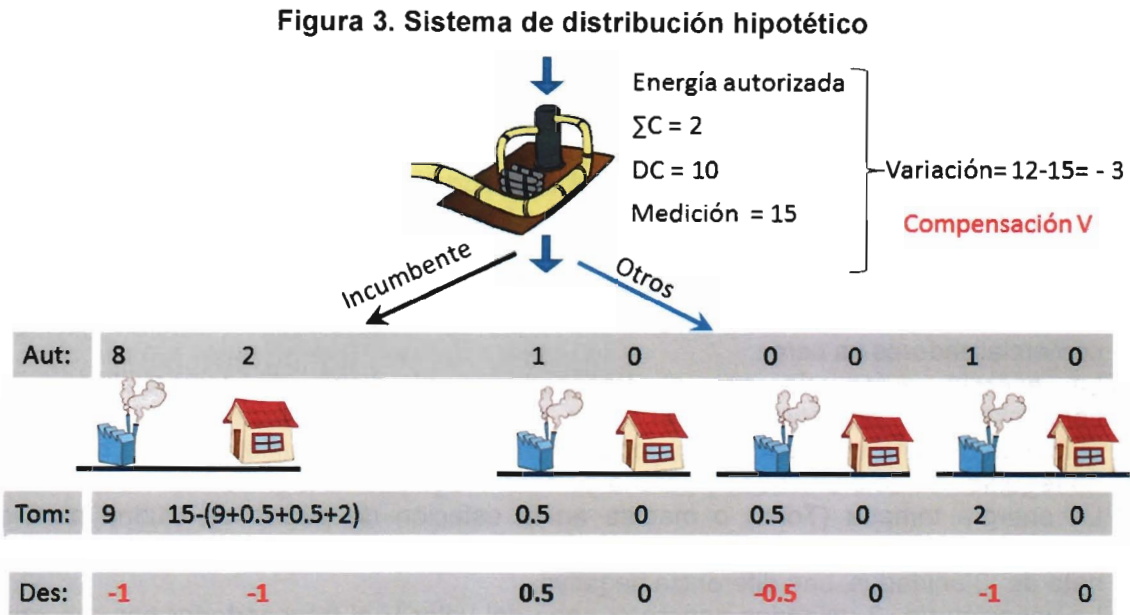 Figura 3. Sistema de distribución hipotético
Energía autorizada
∑C = 2
DC = 10
Medición = 15
Variación= 12-15= - 3
Compensación V
Incumbente
Otros
Aut: 8 2 1 0 0 0 1 0
Tom: 9 15-(9+0.5+0.5+2) 0.5 0 0.5 0 2 0
Des: -1 -1 0.5 0 -0.5 0 -1 0